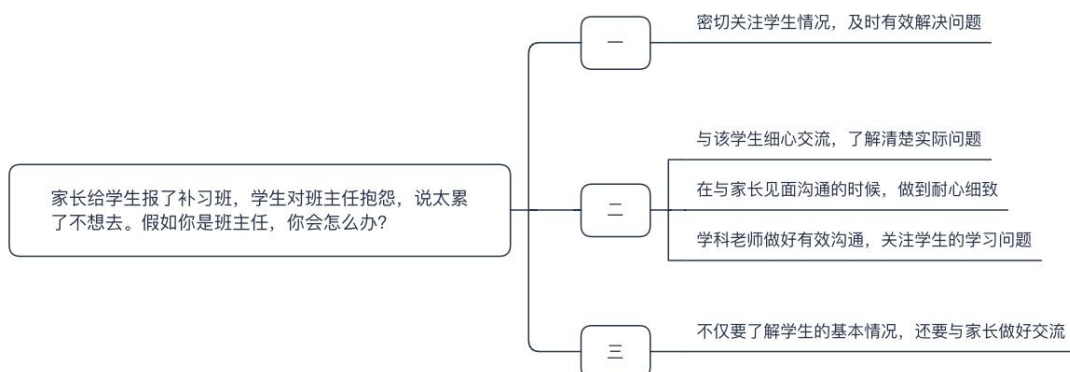 家长给学生报了补习班，学生对班主任抱怨，说太累
了不想去。假如你是班主任，你会怎么办?
一
密切关注学生情况，及时有效解决问题
二
与该学生细心交流，了解清楚实际问题
在与家长见面沟通的时候，做到耐心细致
学科老师做好有效沟通，关注学生的学习问题
三
不仅要了解学生的基本情况，还要与家长做好交流